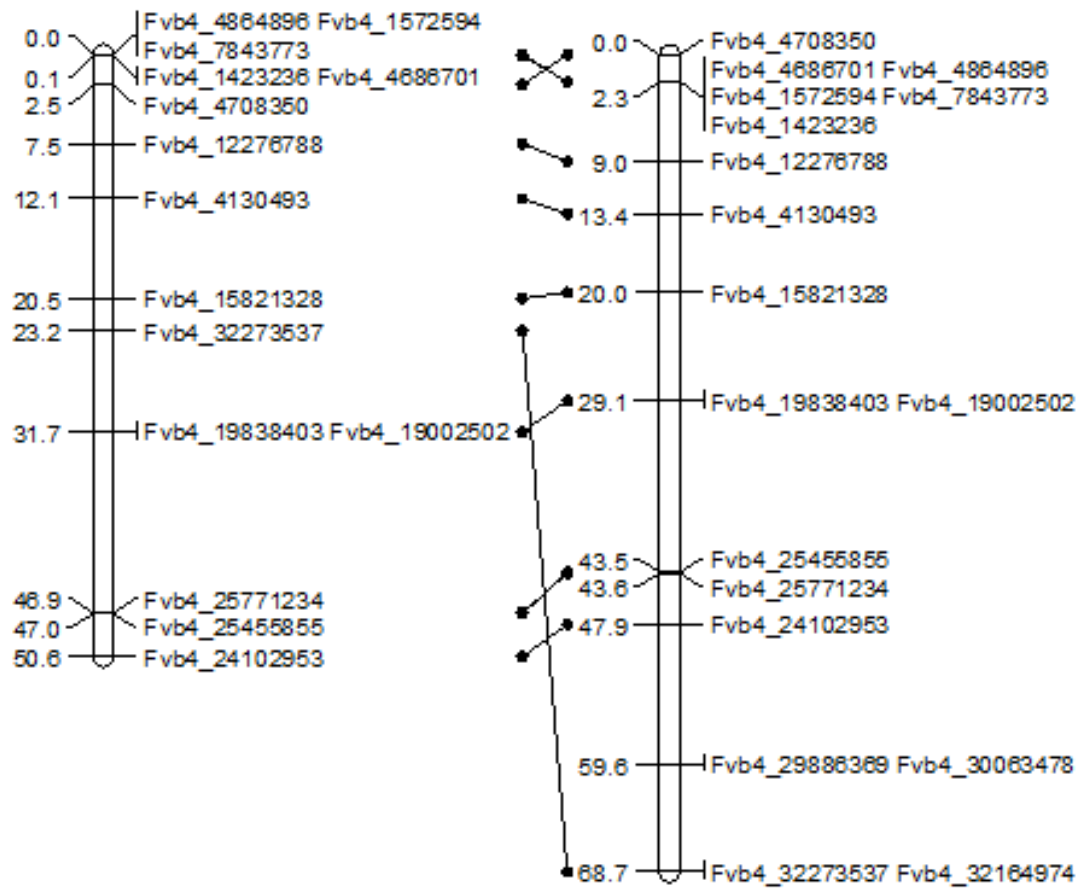 0.0
0.1
2.5
7.5
12.1
20.5
23.2
31.7
46.9
47.0
50.6
Fvb4_4864896 Fvb4_1572594
Fvb4_7843773
Fvb4_1423236 Fvb4_4686701
Fvb4_4708350
Fvb4_12276788
Fvb4_4130493
Fvb4_15821328
Fvb4_32273537
Fvb4_19838403 Fvb4_19002502
Fvb4_25771234
Fvb4_25455855
Fvb4_24102953
0.0
2.3
9.0
13.4
20.0
29.1
43.5
43.6
47.9
59.6
68.7
Fvb4_4708350
Fvb4_4686701 Fvb4_4864896
Fvb4_1572594 Fvb4_7843773
Fvb4_1423236
Fvb4_12276788
Fvb4_4130493
Fvb4_15821328
Fvb4_19838403 Fvb4_19002502
Fvb4_25455855
Fvb4_25771234
Fvb4_24102953
Fvb4_29886369 Fvb4_30063478
Fvb4_32273537 Fvb4_32164974